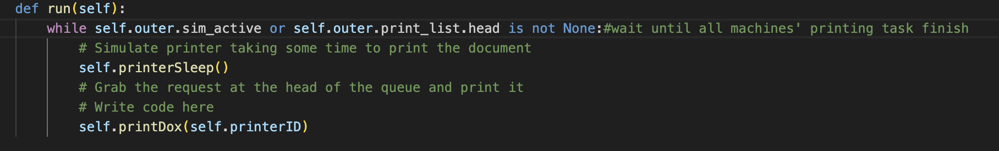 def run(self):
    while self.outer.sim_active or self.outer.print_list.head is not None:#wait until all machines' printing task finish
        # Simulate printer taking some time to print the document
        self.printerSleep()
        # Grab the request at the head of the queue and print it
        # Write code here
        self.printDox(self.printerID)